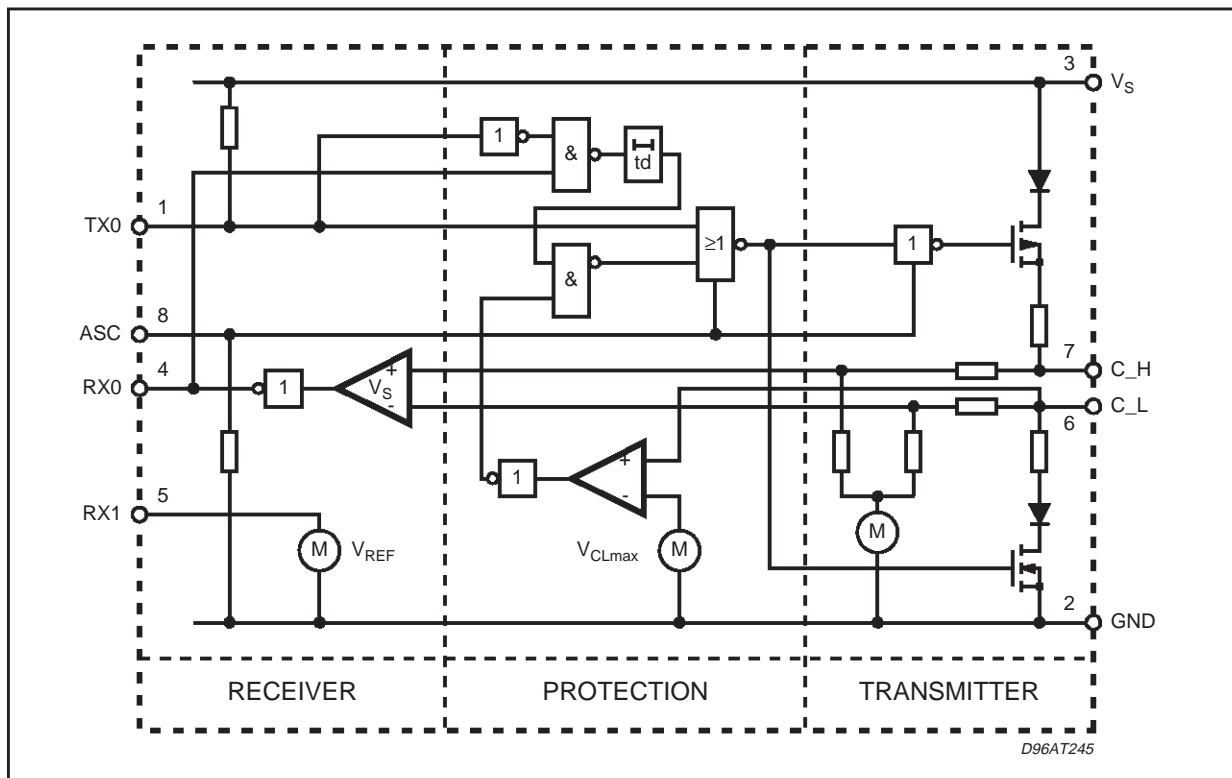 3
V_S
1
&
td
1
TX0
≥1
1
&
8
ASC
4
RX0
1
+
V_S
-
7
C_H
C_L
6
+
1
-
5
RX1
M
V_REF
V_CLmax
M
M
2
GND
RECEIVER
PROTECTION
TRANSMITTER
D96AT245